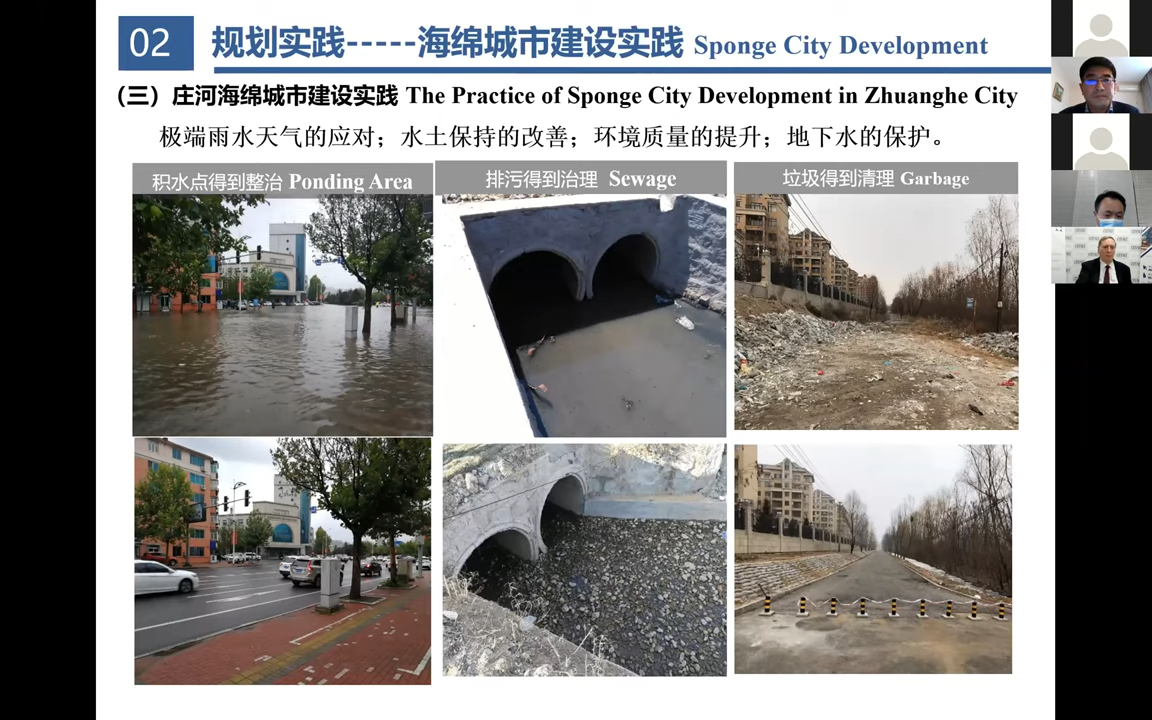 02
规划实践-----海绵城市建设实践 Sponge City Development
（三）庄河海绵城市建设实践 The Practice of Sponge City Development in Zhuanghe City
极端雨水天气的应对；水土保持的改善；环境质量的提升；地下水的保护。
积水点得到整治 Ponding Area
排污得到治理 Sewage
垃圾得到清理 Garbage